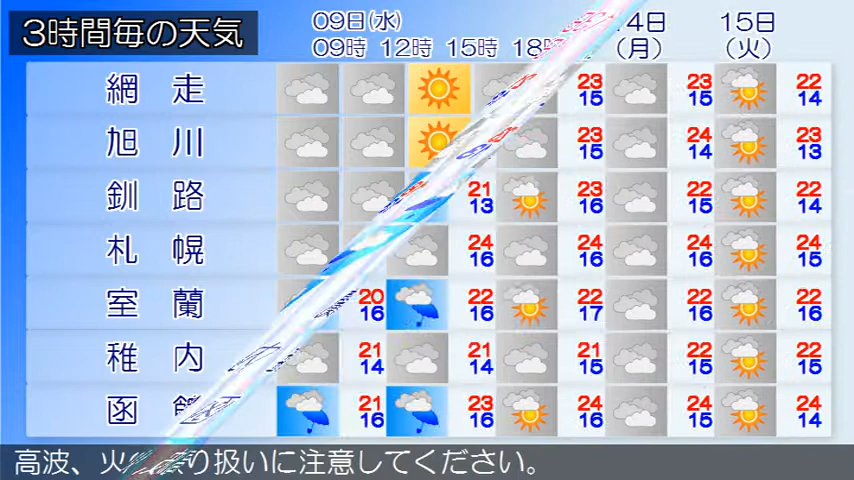 3時間毎の天気
09日(水)
09時 12時 15時 18時
14日 15日
(月) (火)
網走 23 15 23 15 22 14
旭川 23 15 24 14 23 13
釧路 21 13 23 16 22 15 22 14
札幌 24 16 24 16 24 16 24 15
室蘭 20 16 22 16 22 17 22 16 22 16
稚内 21 14 21 14 21 15 22 15 22 15
函館 21 16 23 16 24 16 24 15 24 14
高波、火の取り扱いに注意してください。